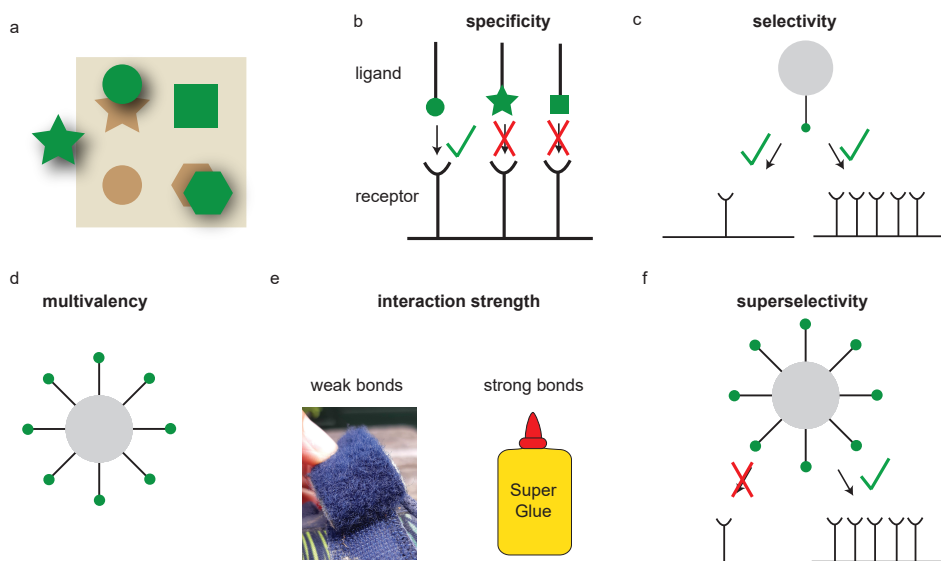 a
b
specificity
ligand
receptor
c
selectivity
d
multivalency
e
interaction strength
weak bonds
strong bonds
Super
Glue
f
superselectivity